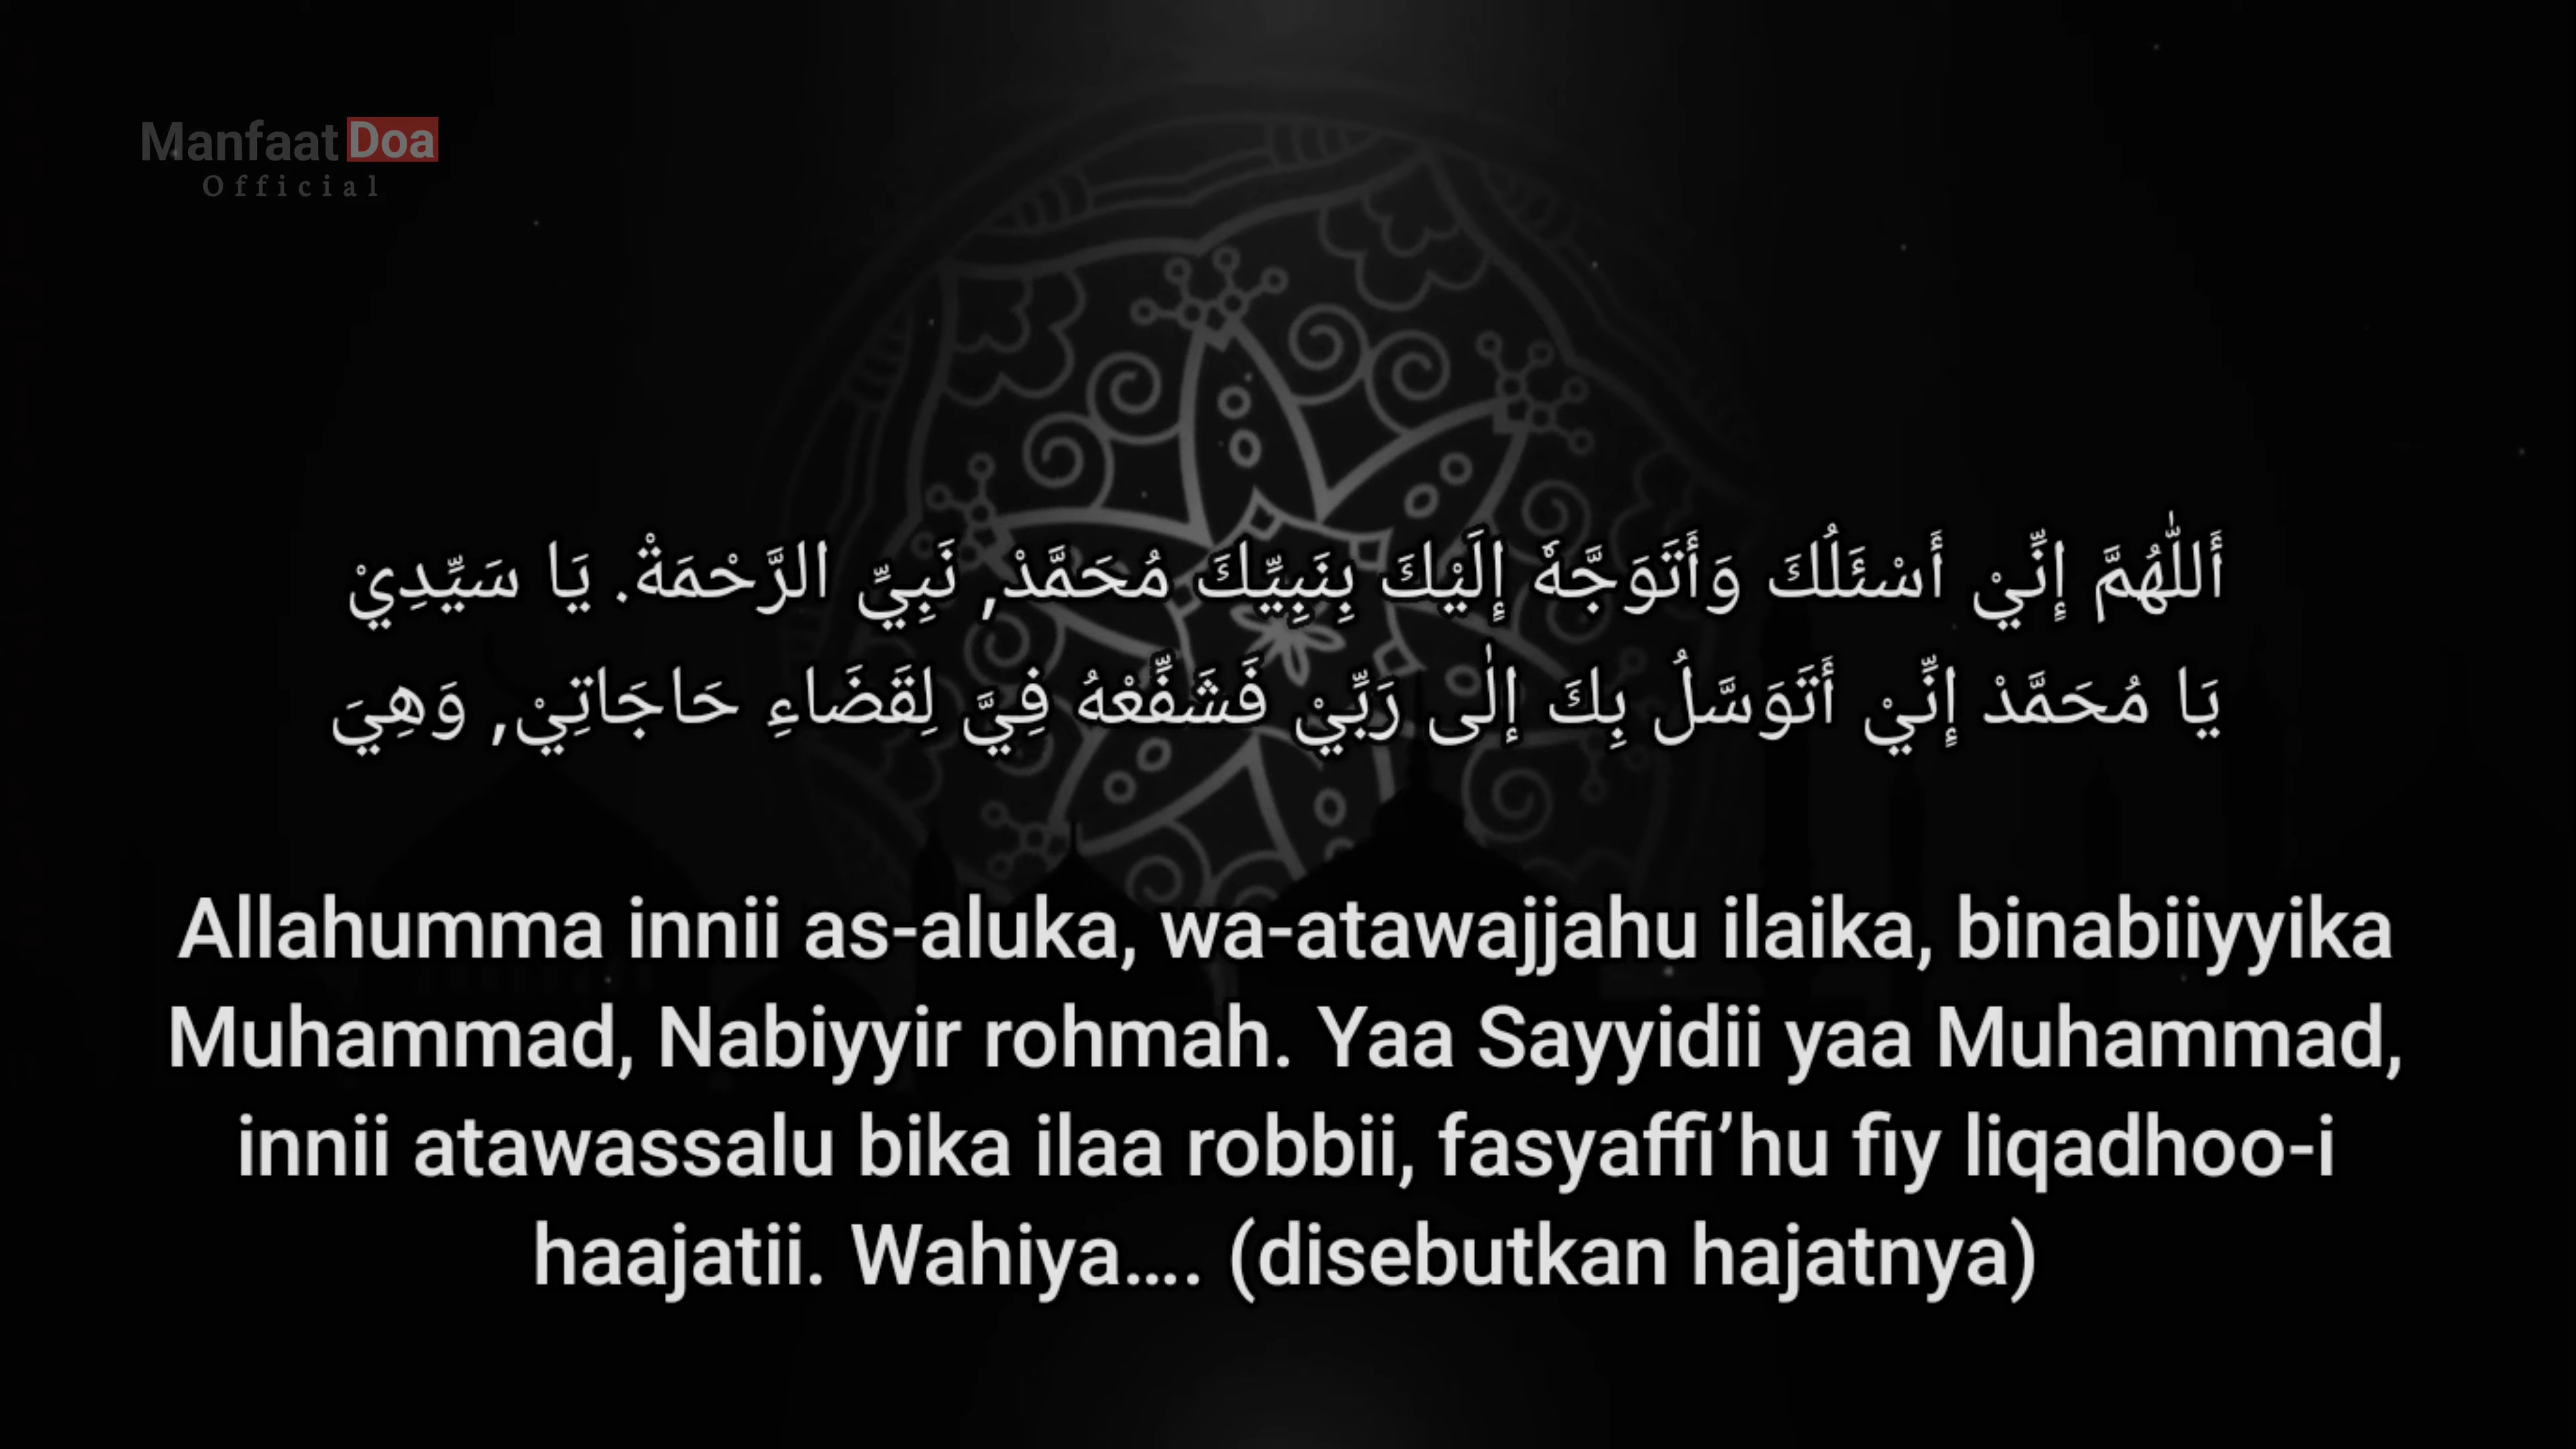 Manfaat Doa
Official
أَللّٰهُمَّ إِنِّيْ أَسْئَلُكَ وَأَتَوَجَّهُ إِلَيْكَ بِنَبِيِّكَ مُحَمَّدْ, نَبِيِّ الرَّحْمَةْ. يَا سَيِّدِيْ
يَا مُحَمَّدْ إِنِّيْ أَتَوَسَّلُ بِكَ إِلٰى رَبِّيْ فَشَفِّعْهُ فِيَّ لِقَضَاءِ حَاجَاتِيْ, وَهِيَ
Allahumma innii as-aluka, wa-atawajjahu ilaika, binabiiyyika
Muhammad, Nabiyyir rohmah. Yaa Sayyidii yaa Muhammad,
innii atawassalu bika ilaa robbii, fasyaffi’hu fiy liqadhoo-i
haajatii. Wahiya.... (disebutkan hajatnya)